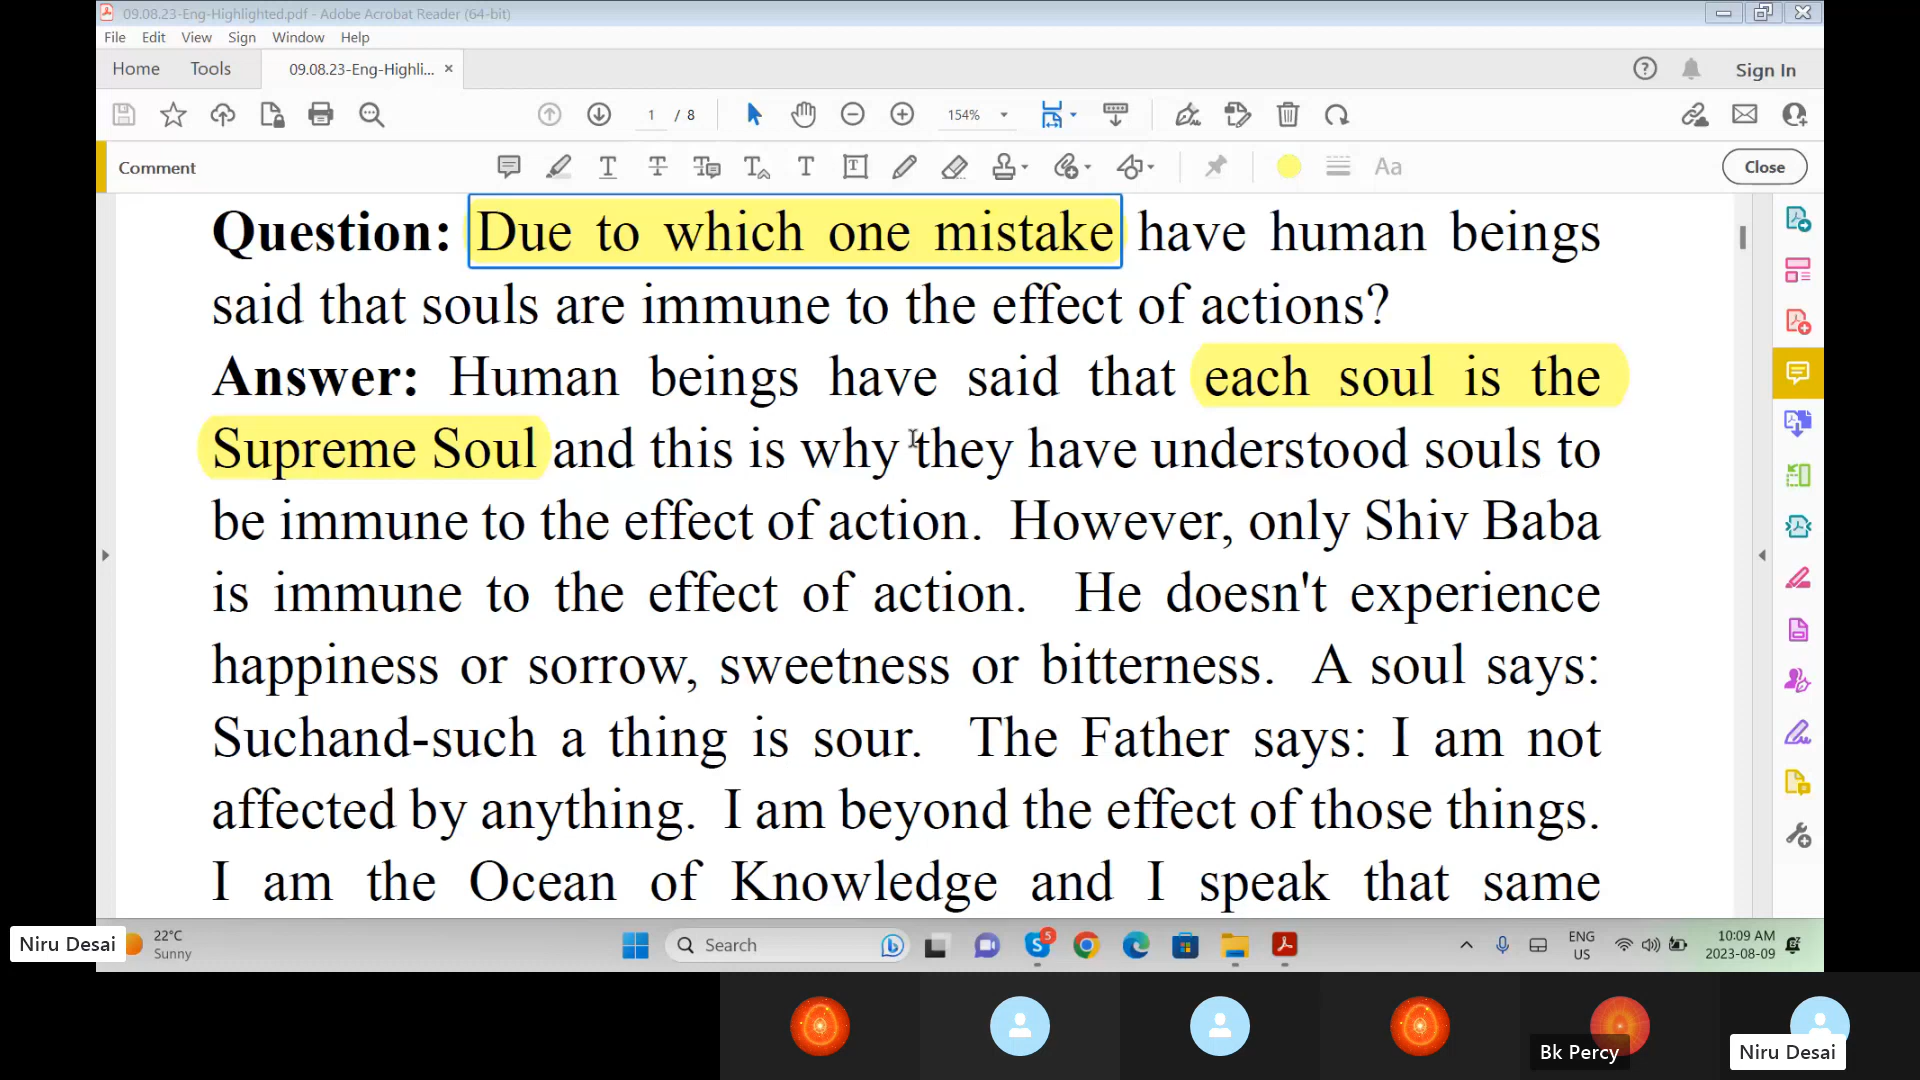 09.08.23-Eng-Highlighted.pdf - Adobe Acrobat Reader (64-bit)
File Edit View Sign Window Help
Home Tools 09.08.23-Eng-Highli... × Sign In
1 / 8 154%
Comment Aa Close
Question: Due to which one mistake have human beings
said that souls are immune to the effect of actions?
Answer: Human beings have said that each soul is the
Supreme Soul and this is why they have understood souls to
be immune to the effect of action. However, only Shiv Baba
is immune to the effect of action. He doesn't experience
happiness or sorrow, sweetness or bitterness. A soul says:
Suchand-such a thing is sour. The Father says: I am not
affected by anything. I am beyond the effect of those things.
I am the Ocean of Knowledge and I speak that same
Niru Desai
22°C
Sunny
Search
5
ENG
US
10:09 AM
2023-08-09
Bk Percy
Niru Desai